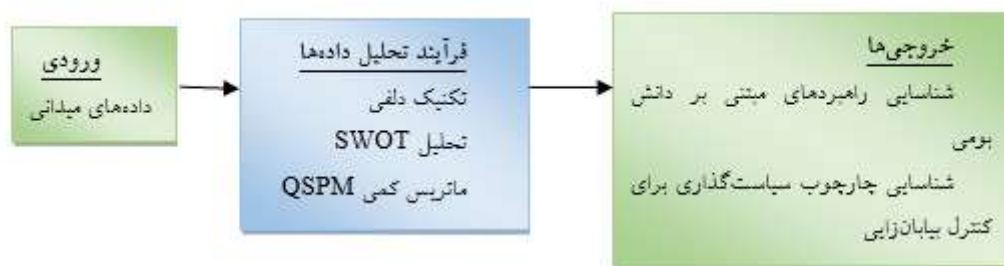 ورودی
داده‌های میدانی
فرآیند تحلیل داده‌ها
تکنیک دلفی
تحلیل SWOT
ماتریس کمی QSPM
خروجی‌ها
شناسایی راهبردهای مبتنی بر دانش
بومی
شناسایی چارچوب سیاست‌گذاری برای
کنترل بیابان‌زایی